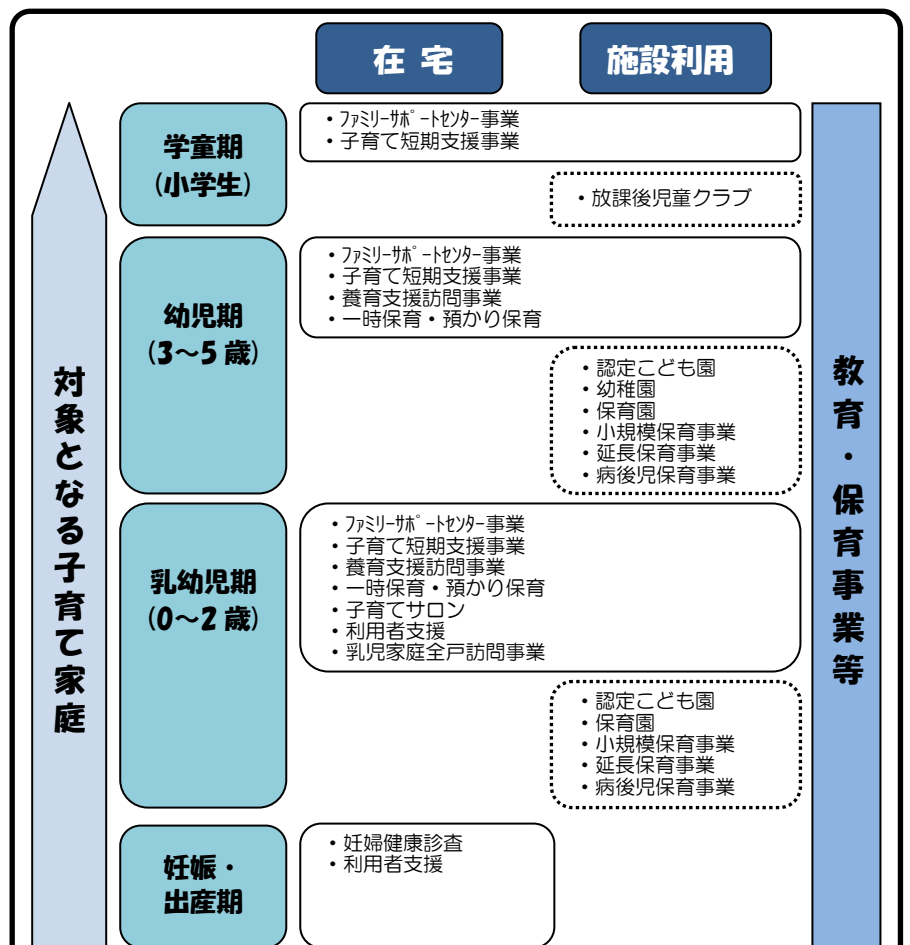 在 宅
施設利用
対象となる子育て家庭
学童期
(小学生)
・ﾌｧﾐﾘｰｻﾎﾟｰﾄｾﾝﾀｰ事業
・子育て短期支援事業
・放課後児童クラブ
幼児期
(3～5 歳)
・ﾌｧﾐﾘｰｻﾎﾟｰﾄｾﾝﾀｰ事業
・子育て短期支援事業
・養育支援訪問事業
・一時保育・預かり保育
・認定こども園
・幼稚園
・保育園
・小規模保育事業
・延長保育事業
・病後児保育事業
乳幼児期
(0～2 歳)
・ﾌｧﾐﾘｰｻﾎﾟｰﾄｾﾝﾀｰ事業
・子育て短期支援事業
・養育支援訪問事業
・一時保育・預かり保育
・子育てサロン
・利用者支援
・乳児家庭全戸訪問事業
・認定こども園
・保育園
・小規模保育事業
・延長保育事業
・病後児保育事業
妊娠・
出産期
・妊婦健康診査
・利用者支援
教育・保育事業等